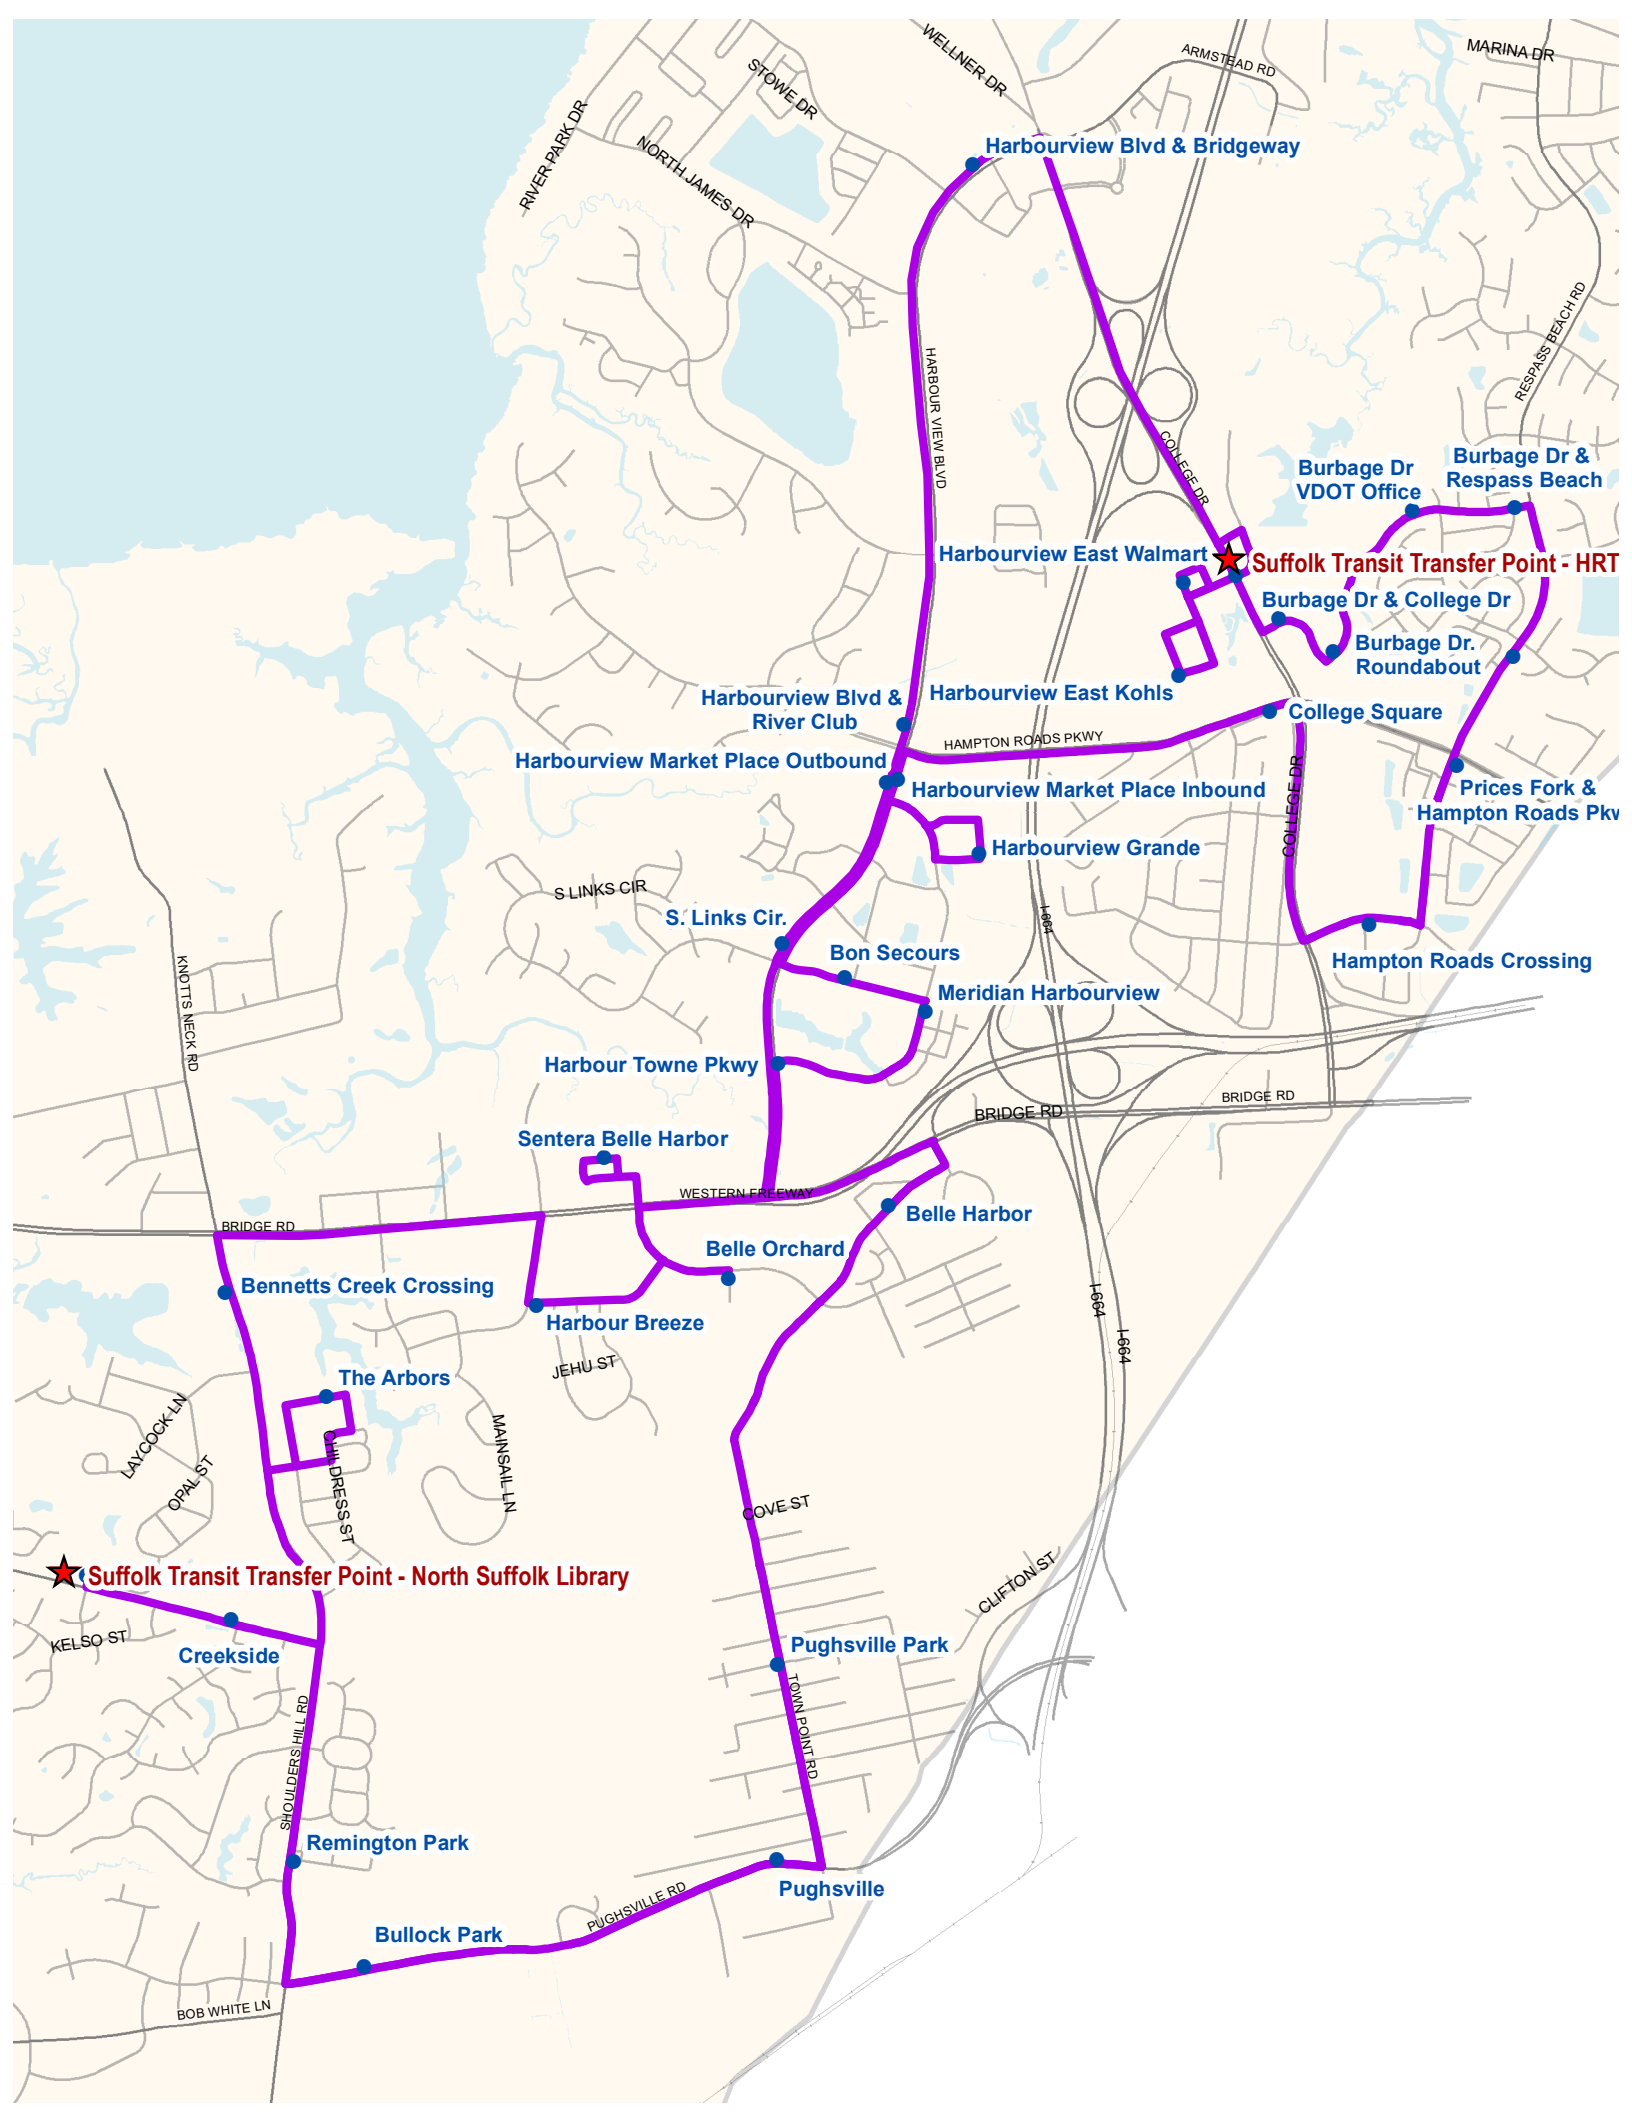 WELLNER DR
ARMSTEAD RD
MARINA DR
STOWE DR
RIVER PARK DR
NORTH JAMES DR
Harbourview Blvd & Bridgeway
RESPASS BEACH RD
HARBOUR VIEW BLVD
COLLEGE DR
Burbage Dr
VDOT Office
Burbage Dr &
Respass Beach
Harbourview East Walmart
Suffolk Transit Transfer Point - HRT
Burbage Dr & College Dr
Burbage Dr.
Roundabout
Harbourview East Kohls
Harbourview Blvd &
River Club
College Square
HAMPTON ROADS PKWY
Harbourview Market Place Outbound
Harbourview Market Place Inbound
COLLEGE DR
Prices Fork &
Hampton Roads Pkw
Harbourview Grande
S LINKS CIR
S. Links Cir.
I-664
Bon Secours
Hampton Roads Crossing
KNOTTS NECK RD
Meridian Harbourview
Harbour Towne Pkwy
BRIDGE RD
BRIDGE RD
Sentera Belle Harbor
WESTERN FREEWAY
Belle Harbor
BRIDGE RD
Belle Orchard
Bennetts Creek Crossing
I-664
I-664
Harbour Breeze
JEHU ST
The Arbors
LAYCOCK LN
OPAL ST
CHILDRESS ST
MAINSAIL LN
COVE ST
Suffolk Transit Transfer Point - North Suffolk Library
CLIFTON ST
KELSO ST
Creekside
Pughsville Park
TOWN POINT RD
SHOULDERS HILL RD
Remington Park
Pughsville
PUGHSVILLE RD
Bullock Park
BOB WHITE LN